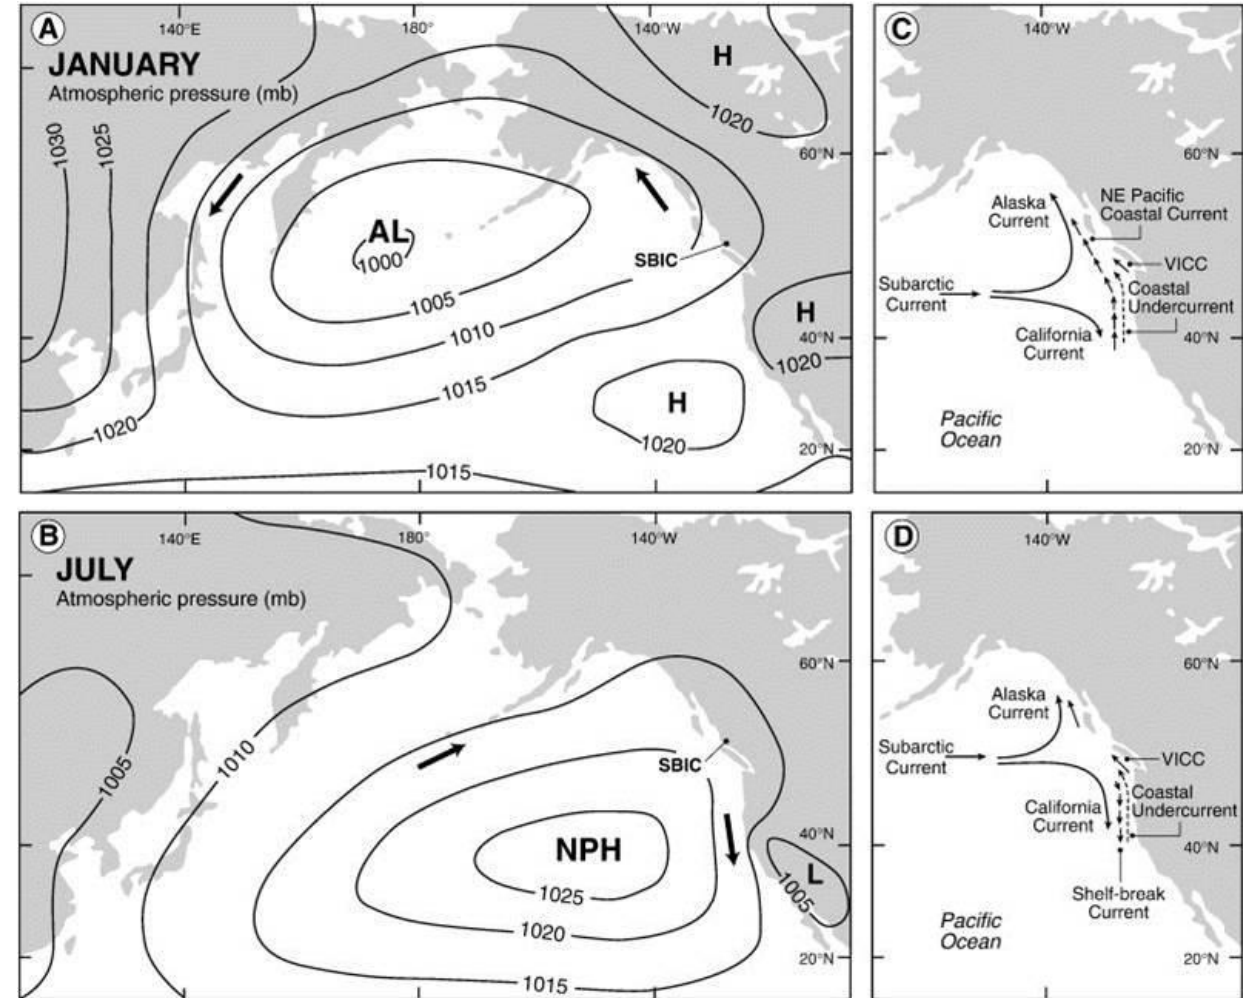 A
140°E
180°
140°W
JANUARY
Atmospheric pressure (mb)
H
1020
1030
1025
60°N
AL
1000
SBIC
1005
1010
H
40°N
1020
1015
H
1020
1020
1015
20°N
C
140°W
60°N
Alaska
Current
NE Pacific
Coastal Current
VICC
Subarctic
Current
Coastal
Undercurrent
California
Current
40°N
Pacific
Ocean
20°N
B
140°E
180°
140°W
JULY
Atmospheric pressure (mb)
60°N
1005
1010
SBIC
NPH
40°N
L
1005
1025
1020
1015
20°N
D
140°W
60°N
Alaska
Current
Subarctic
Current
VICC
Coastal
Undercurrent
California
Current
40°N
Shelf-break
Current
Pacific
Ocean
20°N